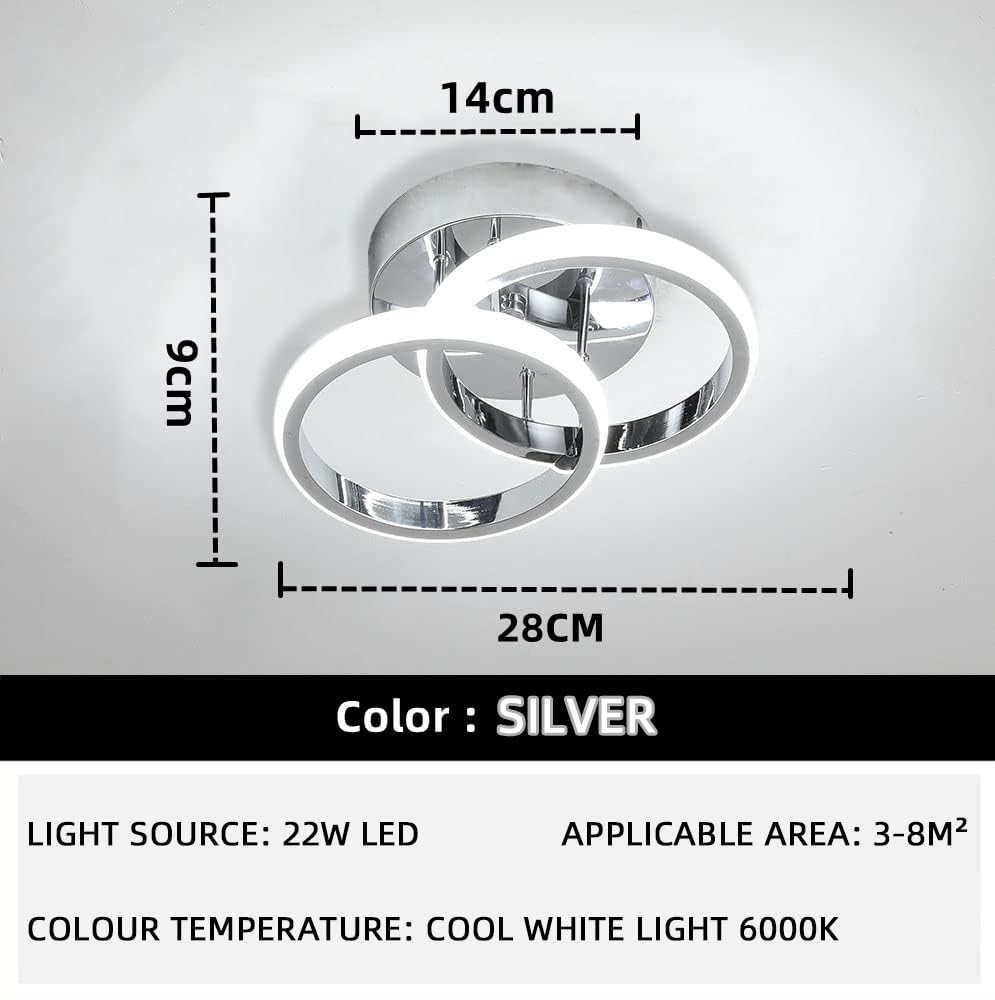 14cm
9cm
28CM
Color : SILVER
LIGHT SOURCE: 22W LED
APPLICABLE AREA: 3-8M²
COLOUR TEMPERATURE: COOL WHITE LIGHT 6000K